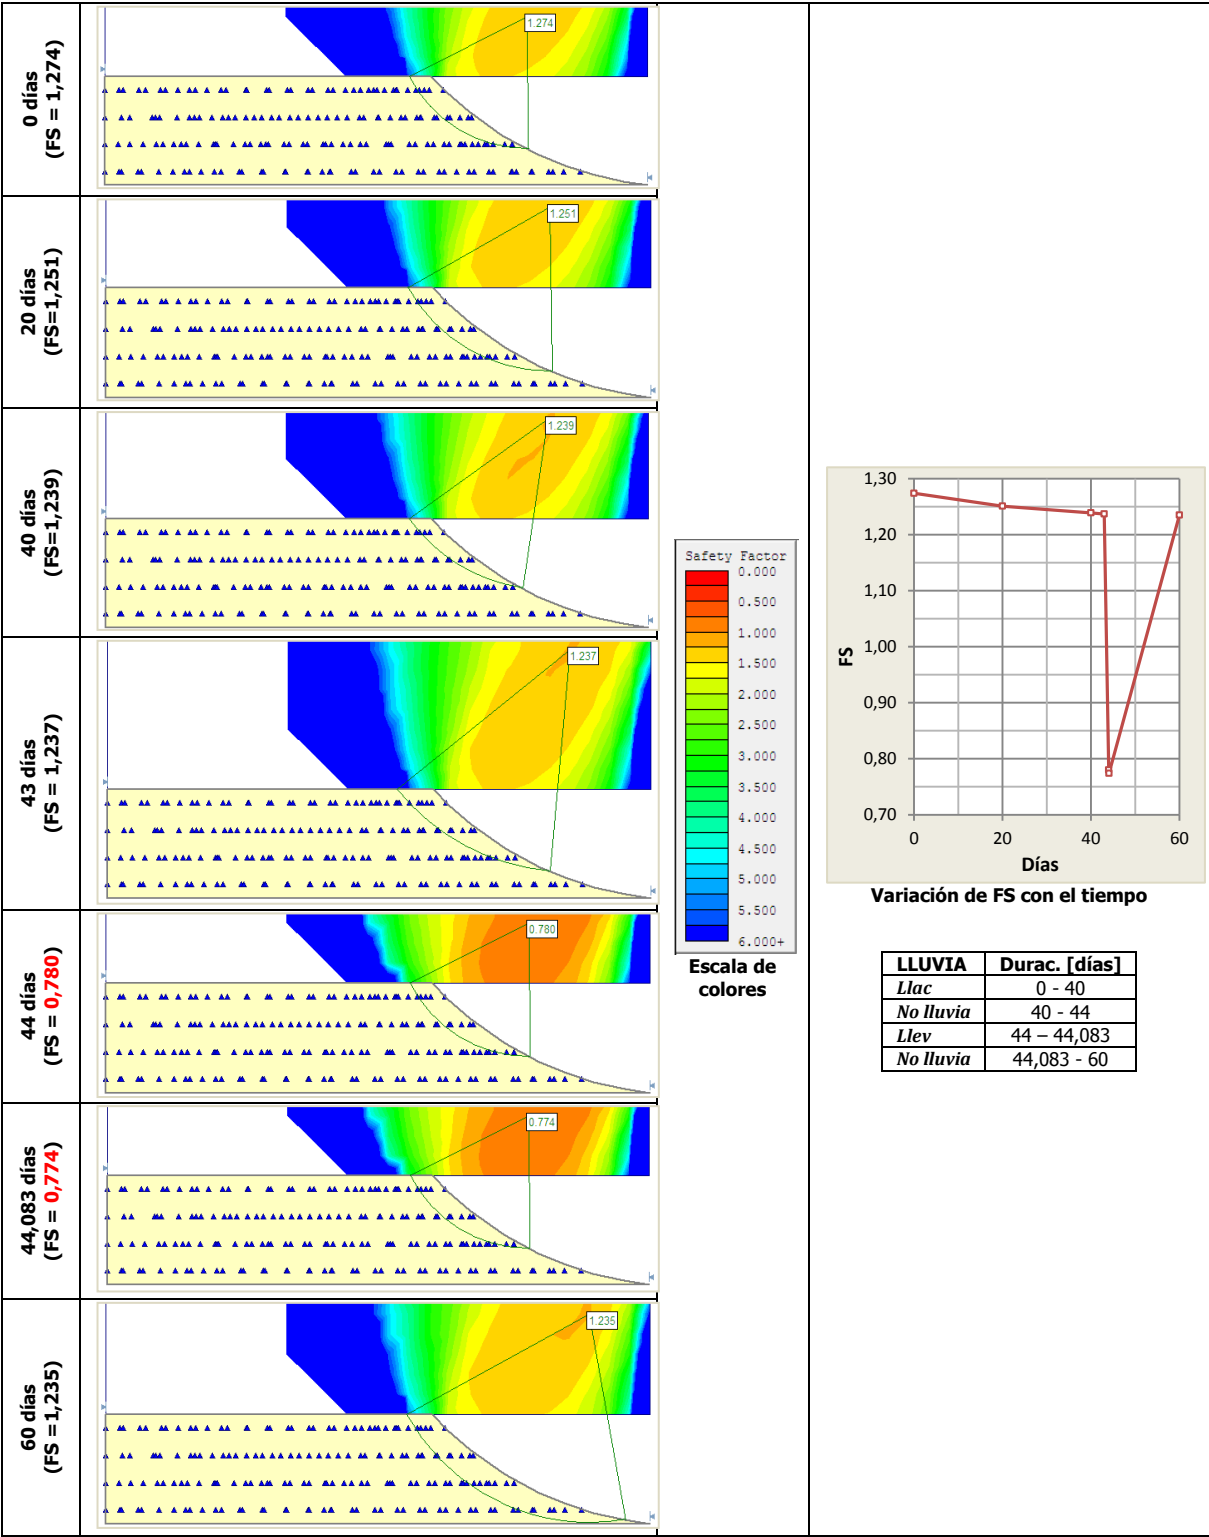 0 días
(FS = 1,274)
1.274
20 días
(FS=1,251)
1.251
40 días
(FS=1,239)
1.239
43 días
(FS = 1,237)
1.237
44 días
(FS = 0,780)
0.780
44,083 días
(FS = 0,774)
0.774
60 días
(FS =1,235)
1.235
Safety Factor
0.000
0.500
1.000
1.500
2.000
2.500
3.000
3.500
4.000
4.500
5.000
5.500
6.000+
Escala de
colores
1,30
1,20
1,10
1,00
0,90
0,80
0,70
FS
0 20 40 60
Días
Variación de FS con el tiempo
LLUVIA Durac. [días]
Llac 0 - 40
No lluvia 40 - 44
Llev 44 – 44,083
No lluvia 44,083 - 60